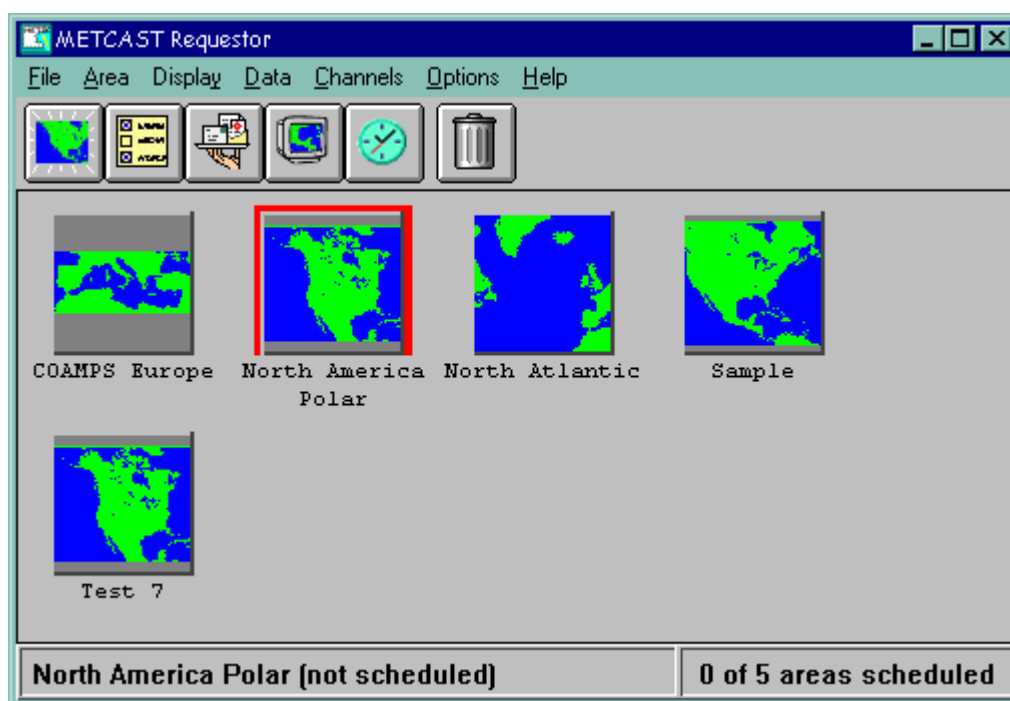 METCAST Requestor
File Area Display Data Channels Options Help
COAMPS Europe North America Polar North Atlantic Sample
Test 7
North America Polar (not scheduled) 0 of 5 areas scheduled